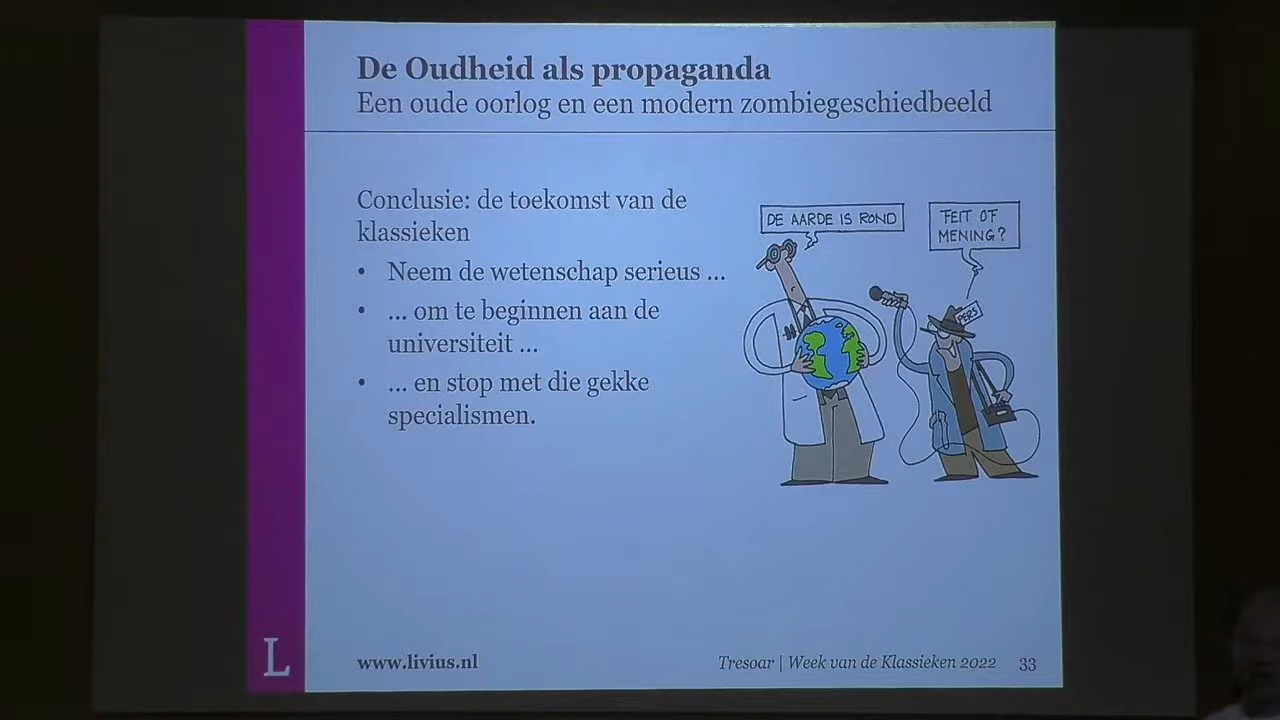 De Oudheid als propaganda
Een oude oorlog en een modern zombiegeschiedbeeld
Conclusie: de toekomst van de
klassieken
• Neem de wetenschap serieus ...
• ... om te beginnen aan de
universiteit ...
• ... en stop met die gekke
specialismen.
DE AARDE IS ROND
FEIT OF
MENING?
PERS
L
www.livius.nl
Tresoar | Week van de Klassieken 2022
33